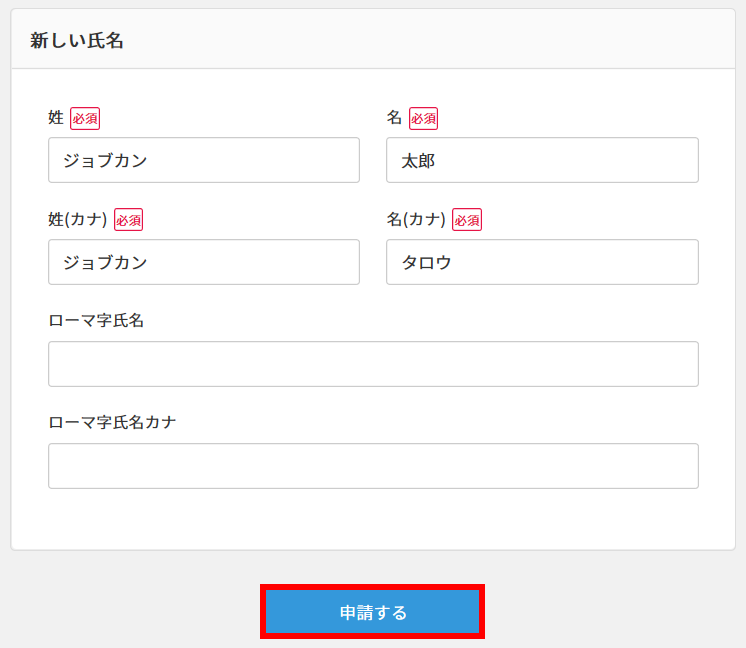 新しい氏名
姓 必須
名 必須
ジョブカン
太郎
姓(カナ) 必須
名(カナ) 必須
ジョブカン
タロウ
ローマ字氏名
ローマ字氏名カナ
申請する